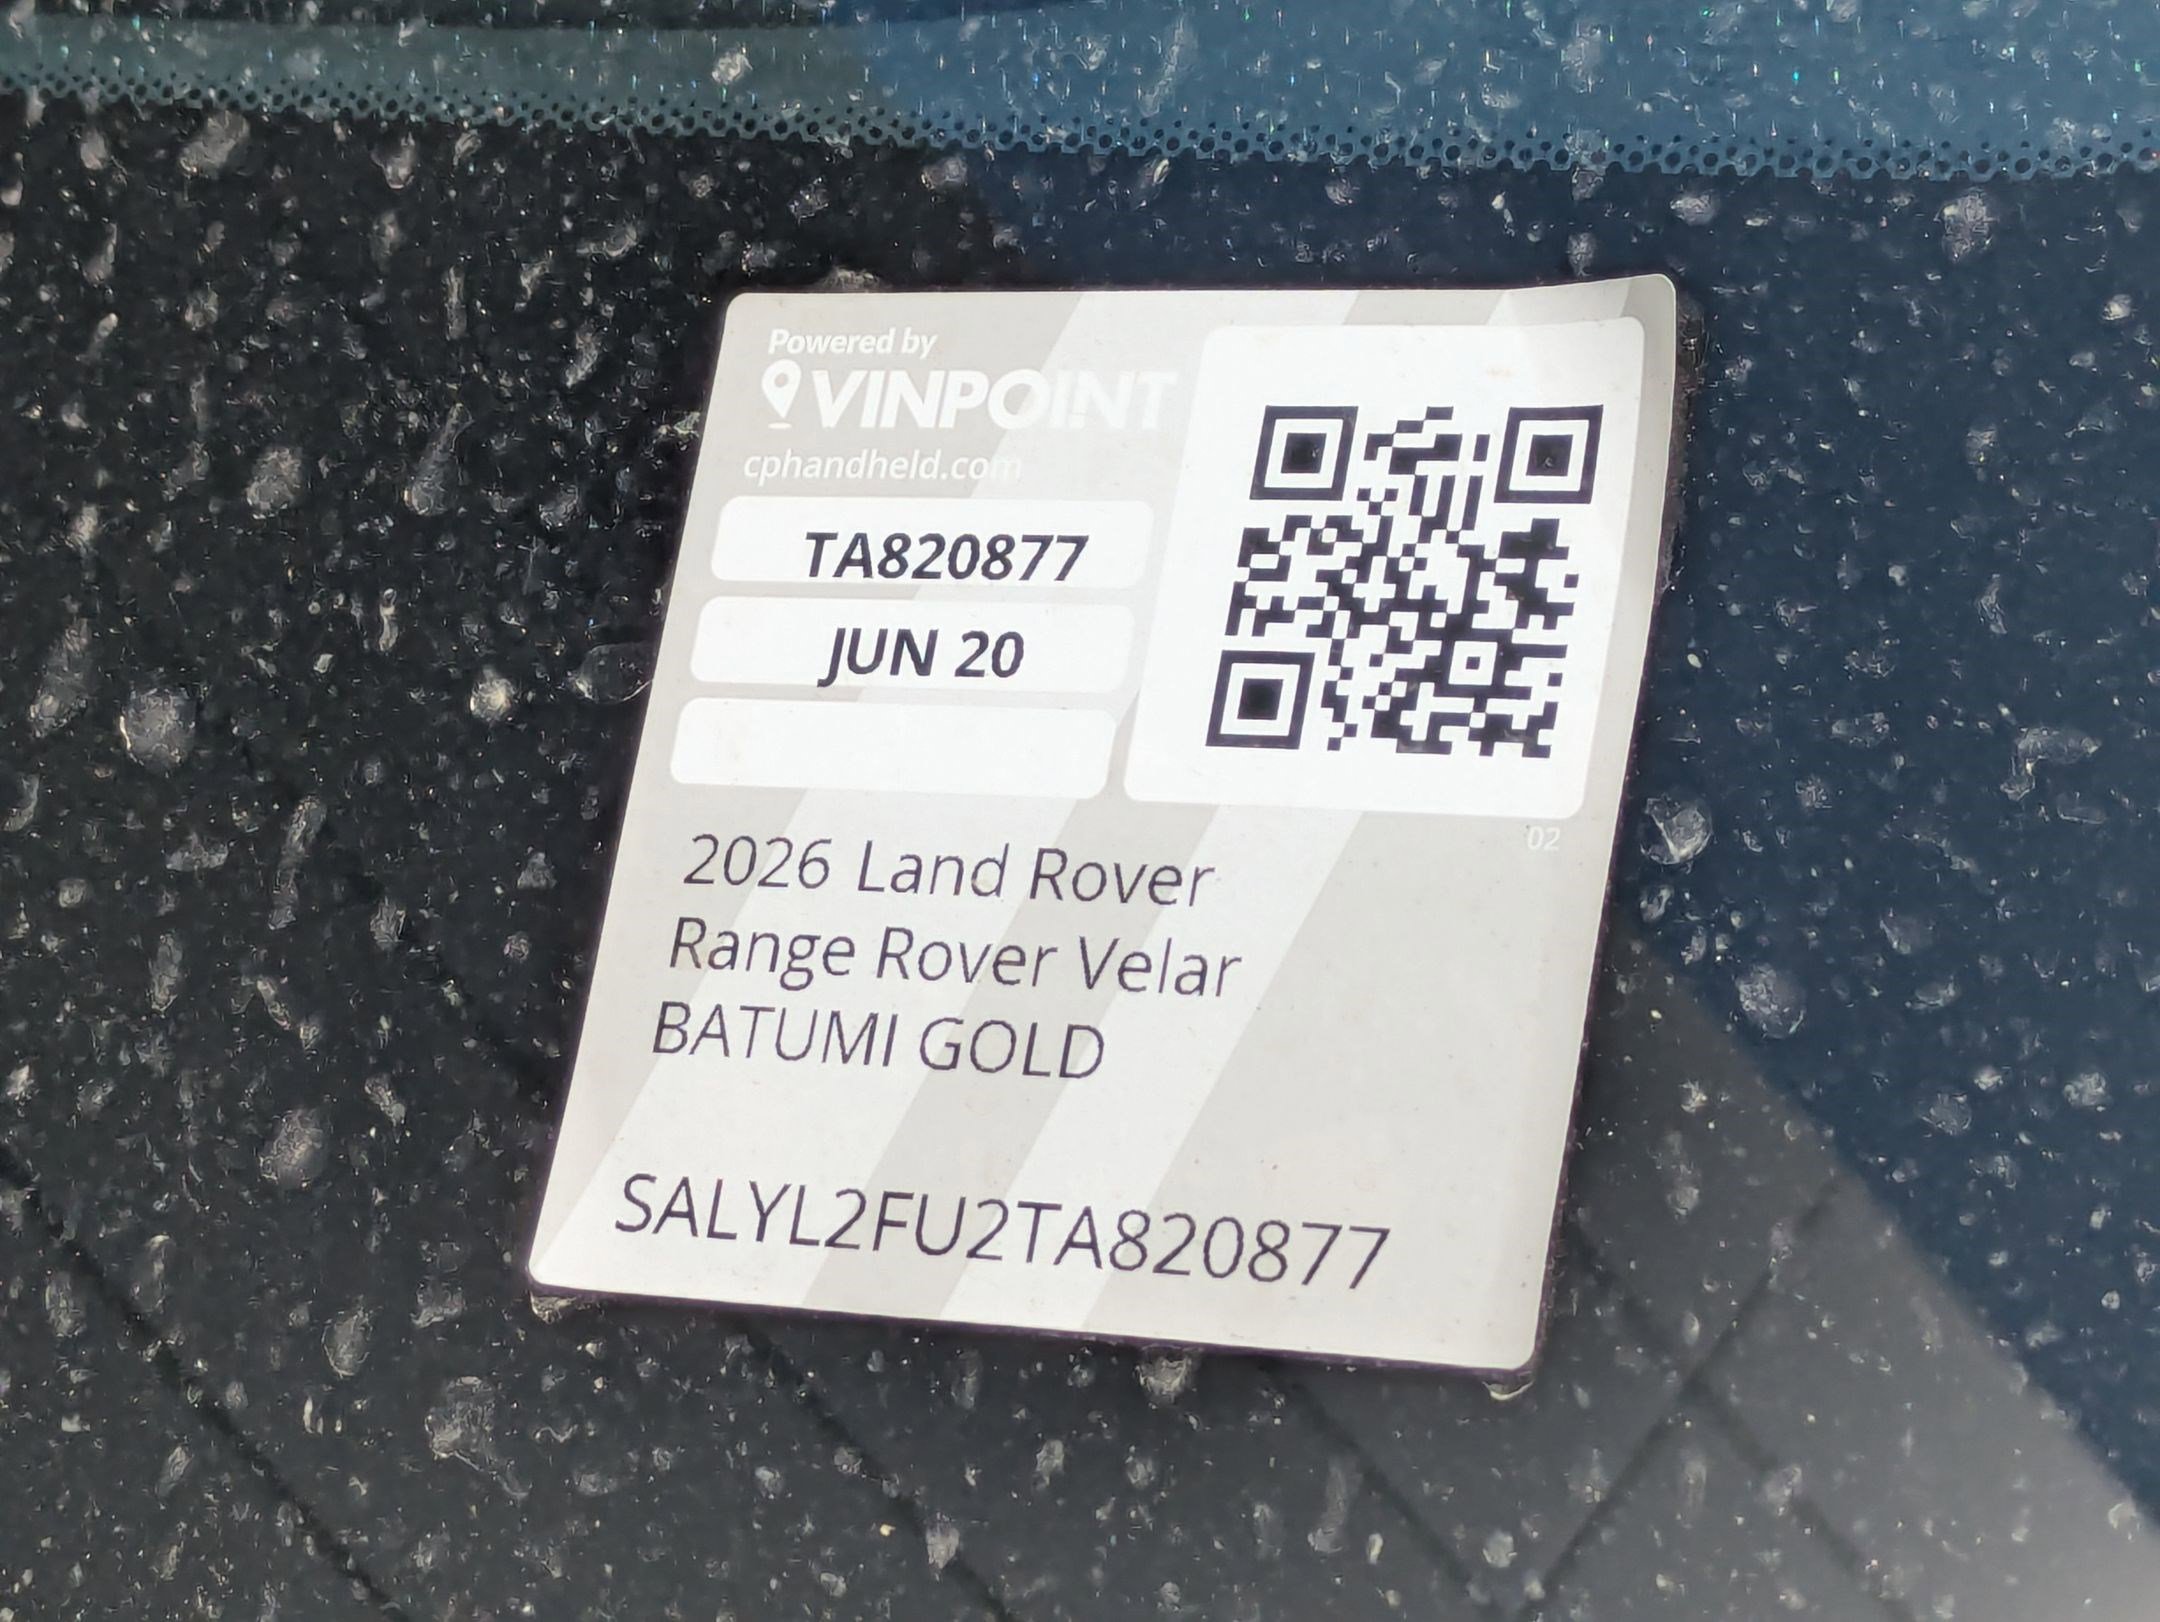 Powered by
VINPOINT
cphandheld.com
TA820877
JUN 20
02
2026 Land Rover
Range Rover Velar
BATUMI GOLD
SALYL2FU2TA820877